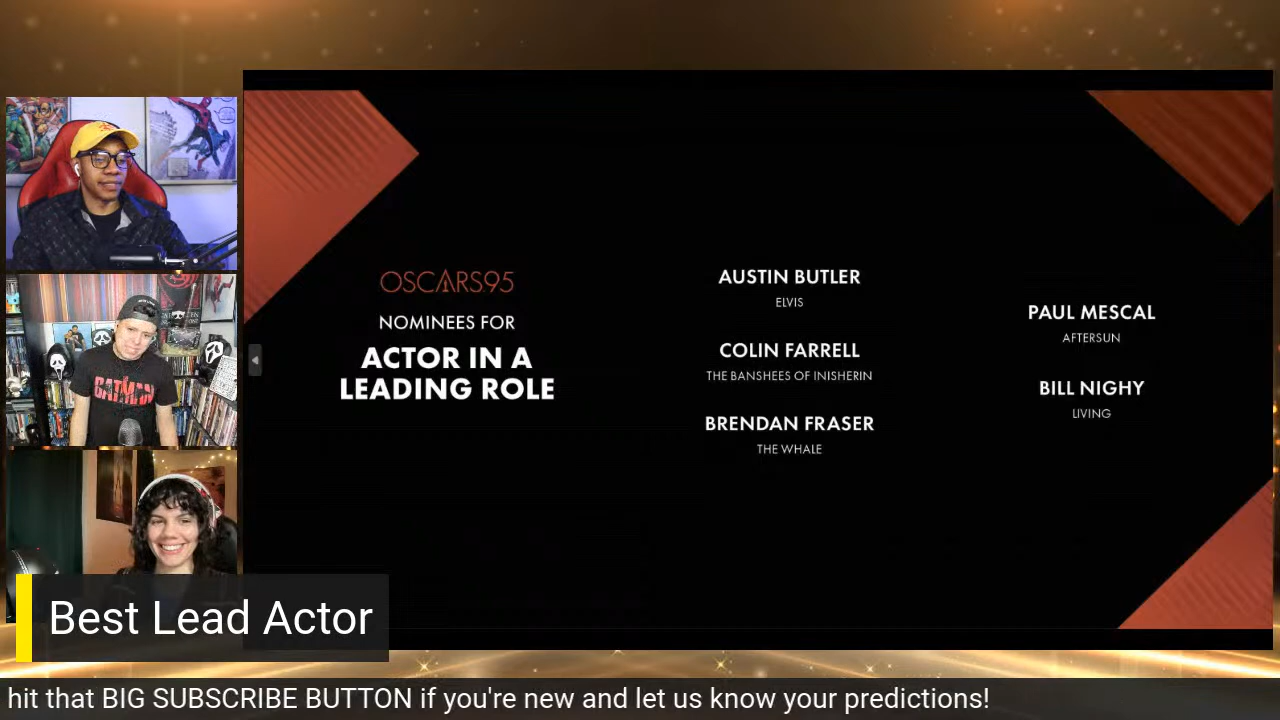 OSCARS95
NOMINEES FOR
ACTOR IN A
LEADING ROLE
AUSTIN BUTLER
ELVIS
COLIN FARRELL
THE BANSHEES OF INISHERIN
BRENDAN FRASER
THE WHALE
PAUL MESCAL
AFTERSUN
BILL NIGHY
LIVING
BATMAN
Best Lead Actor
hit that BIG SUBSCRIBE BUTTON if you're new and let us know your predictions!